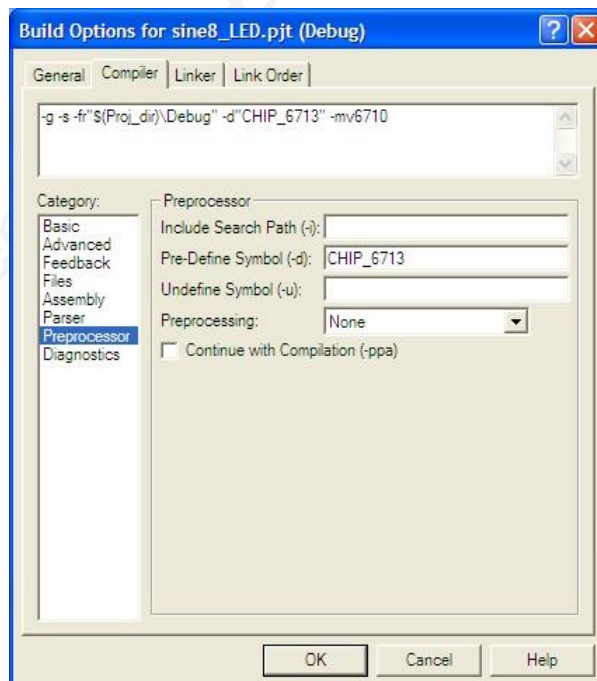 Build Options for sine8_LED.pjt (Debug)
General Compiler Linker Link Order
-g -s -fr"$(Proj_dir)\Debug" -d"CHIP_6713" -mv6710
Category:
Basic
Advanced
Feedback
Files
Assembly
Parser
Preprocessor
Diagnostics
Preprocessor
Include Search Path (-i):
Pre-Define Symbol (-d): CHIP_6713
Undefine Symbol (-u):
Preprocessing: None
Continue with Compilation (-ppa)
OK Cancel Help